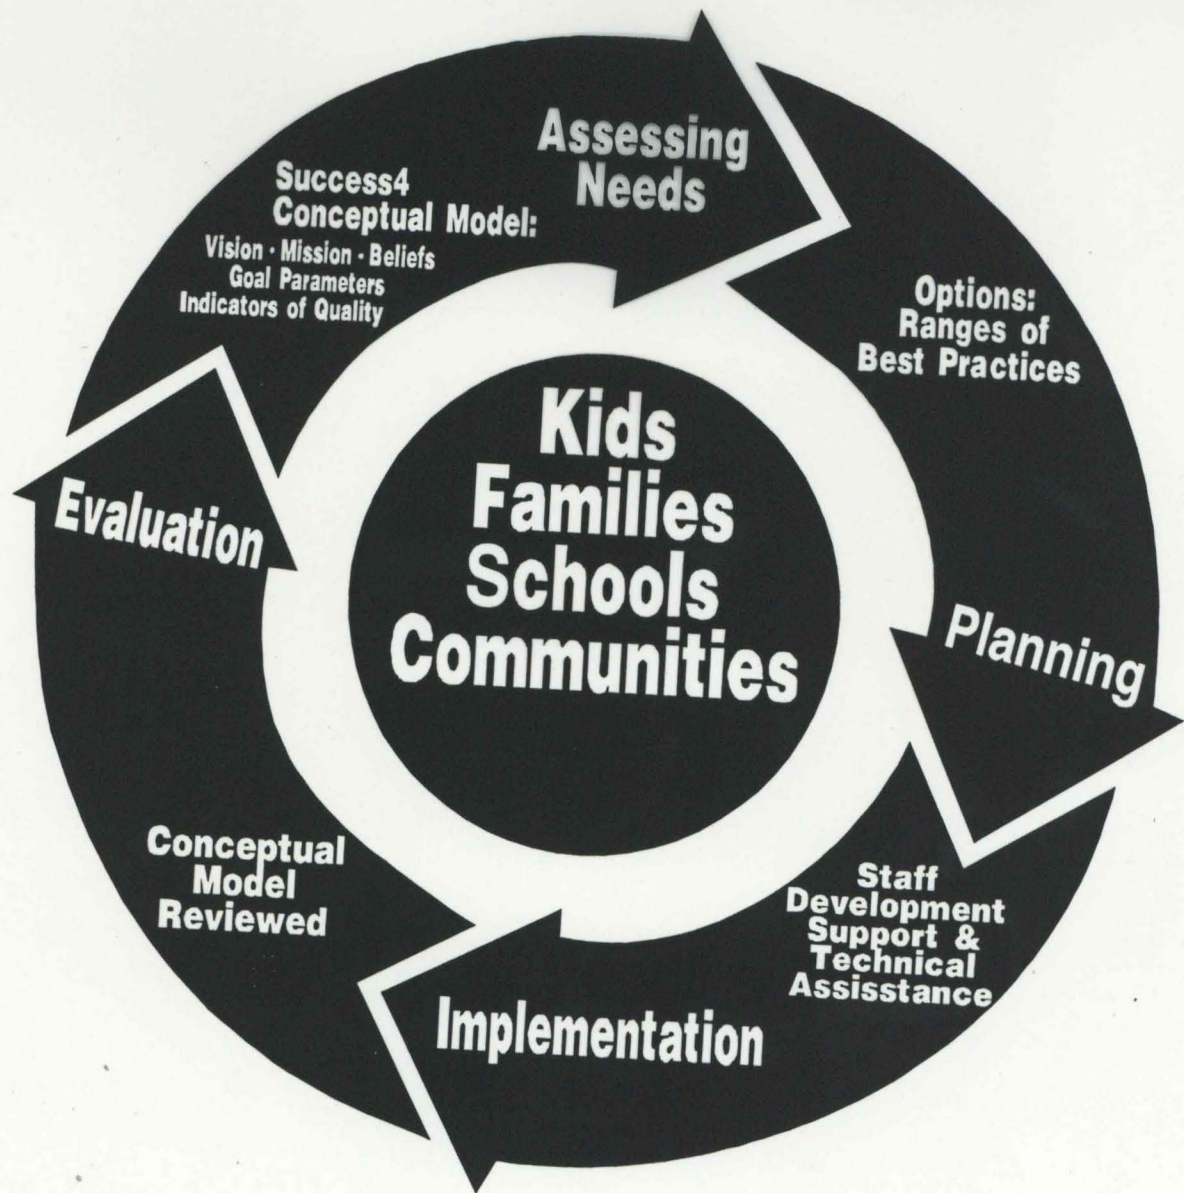 Assessing
Needs
Success4
Conceptual Model:
Vision · Mission · Beliefs
Goal Parameters
Indicators of Quality
Options:
Ranges of
Best Practices
Planning
Staff
Development
Support &
Technical
Assisstance
Implementation
Conceptual
Model
Reviewed
Evaluation
Kids
Families
Schools
Communities